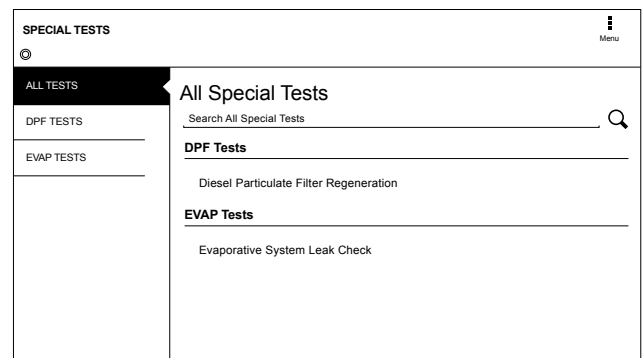 SPECIAL TESTS
Menu
ALL TESTS
DPF TESTS
EVAP TESTS
All Special Tests
Search All Special Tests
DPF Tests
Diesel Particulate Filter Regeneration
EVAP Tests
Evaporative System Leak Check